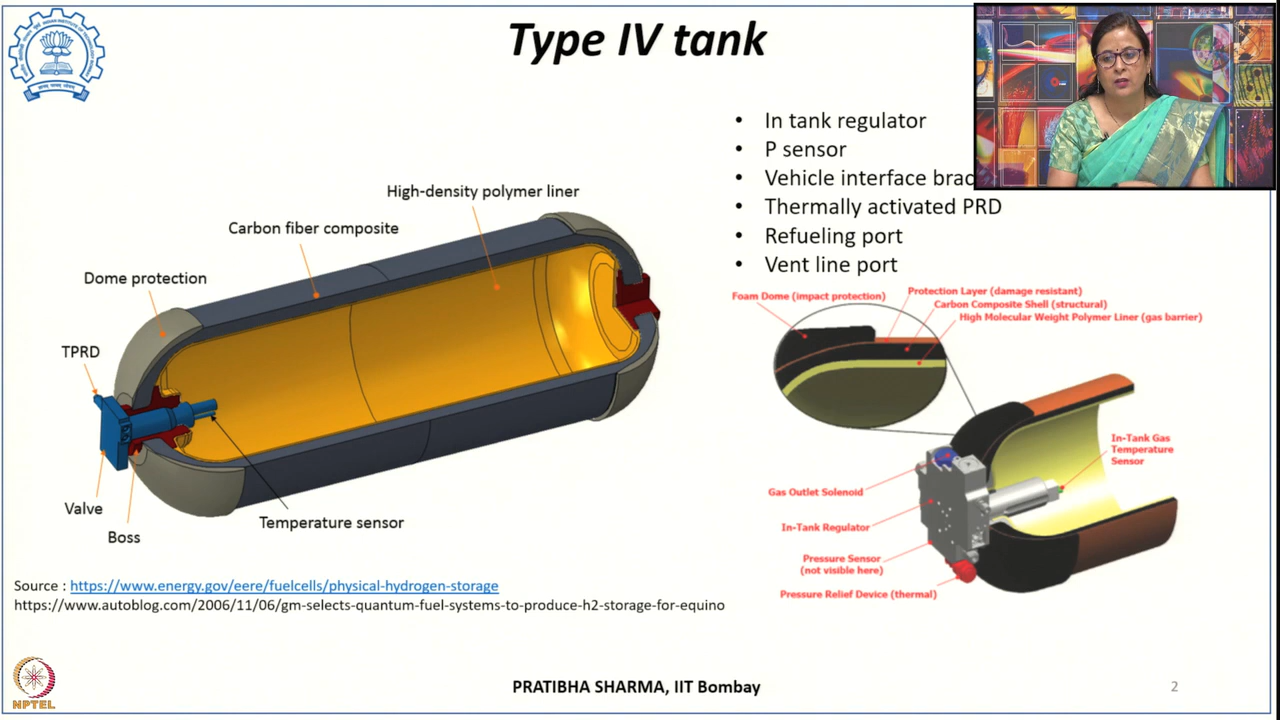 Type IV tank
• In tank regulator
• P sensor
• Vehicle interface
• Thermally activated PRD
• Refueling port
• Vent line port
High-density polymer liner
Carbon fiber composite
Dome protection
TPRD
Valve
Boss
Temperature sensor
Foam Dome (impact protection)
Protection Layer (damage resistant)
Carbon Composite Shell (structural)
High Molecular Weight Polymer Liner (gas barrier)
In-Tank Gas
Temperature
Sensor
Gas Outlet Solenoid
In-Tank Regulator
Pressure Sensor
(not visible here)
Pressure Relief Device (thermal)
Source : https://www.energy.gov/eere/fuelcells/physical-hydrogen-storage
https://www.autoblog.com/2006/11/06/gm-selects-quantum-fuel-systems-to-produce-h2-storage-for-equino
NPTEL
PRATIBHA SHARMA, IIT Bombay
2